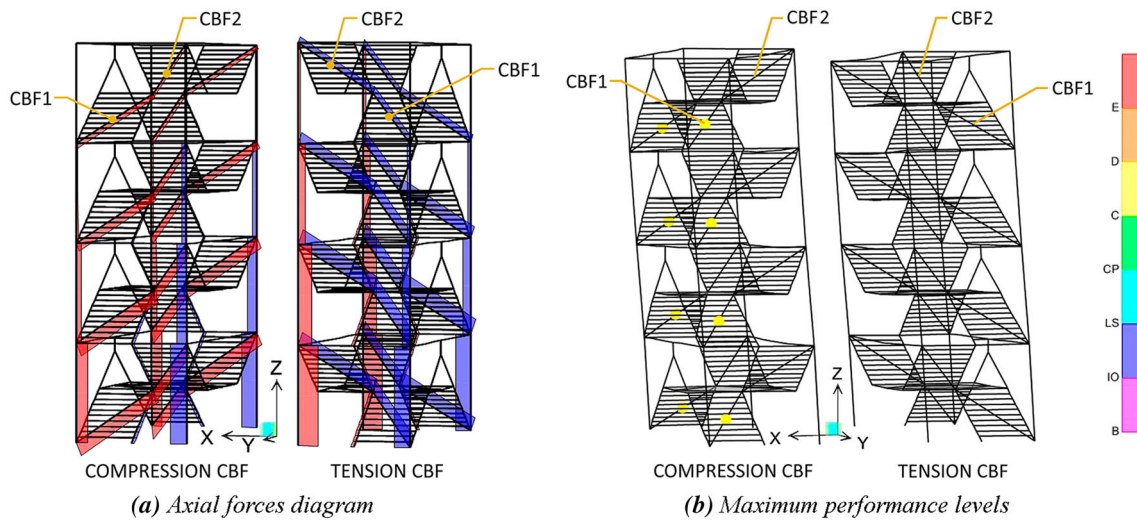 CBF2
CBF2
CBF1
CBF1
Z
X
Y
COMPRESSION CBF
TENSION CBF
(a) Axial forces diagram
CBF2
CBF1
CBF2
CBF1
Z
X
Y
COMPRESSION CBF
TENSION CBF
(b) Maximum performance levels
E
D
C
CP
LS
IO
B